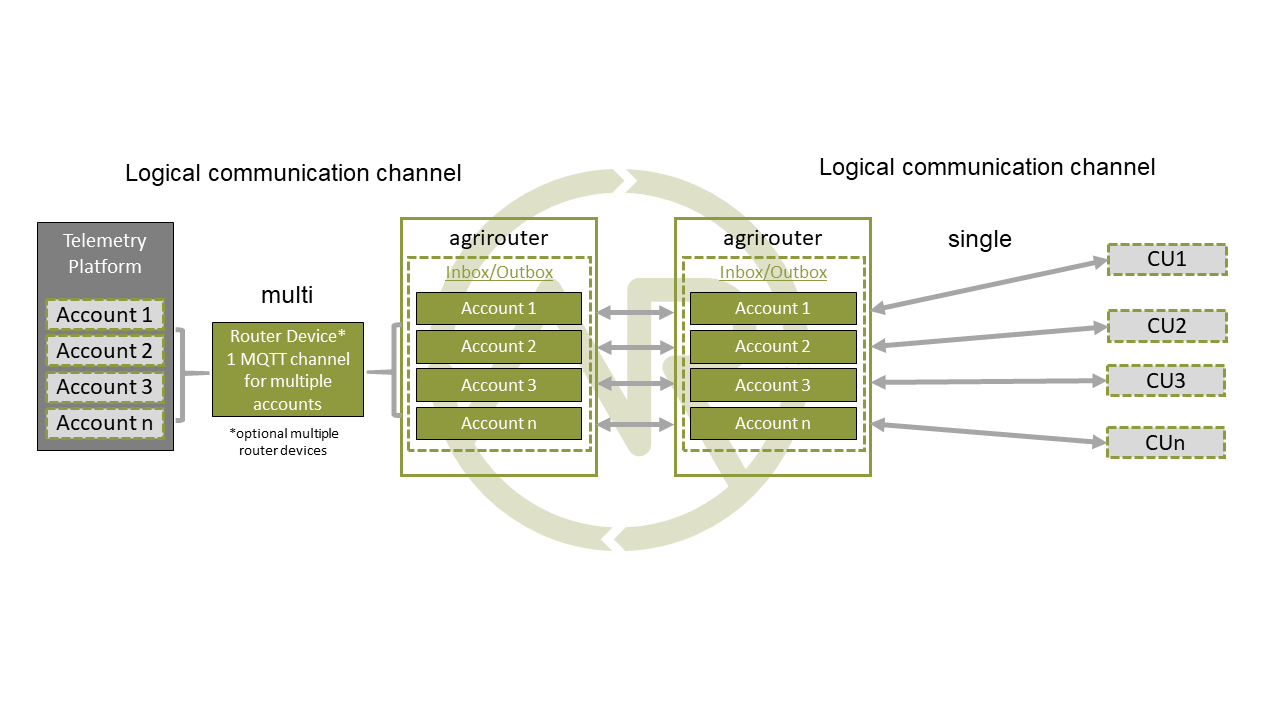 Logical communication channel
Logical communication channel
Telemetry
Platform
Account 1
Account 2
Account 3
Account n
multi
Router Device*
1 MQTT channel
for multiple
accounts
*optional multiple
router devices
agrirouter
Inbox/Outbox
Account 1
Account 2
Account 3
Account n
agrirouter
Inbox/Outbox
Account 1
Account 2
Account 3
Account n
single
CU1
CU2
CU3
CUn